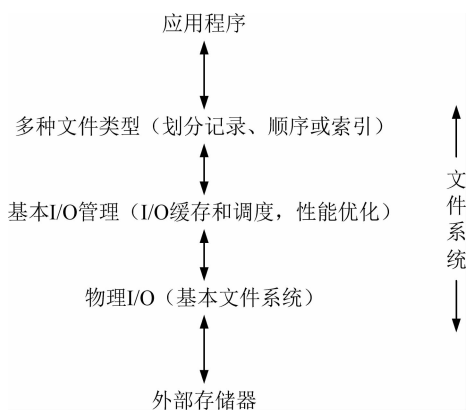 应用程序
多种文件类型（划分记录、顺序或索引）
基本I/O管理（I/O缓存和调度，性能优化）
物理I/O（基本文件系统）
外部存储器
文件系统